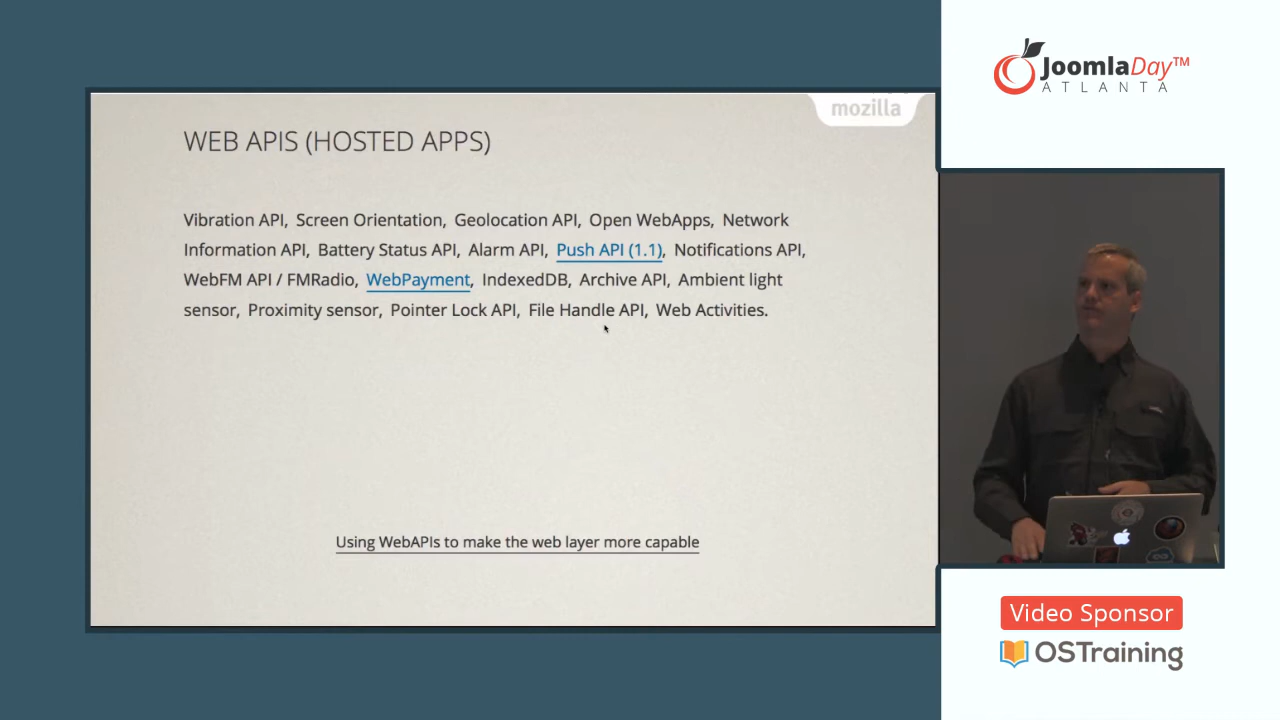 mozilla
WEB APIS (HOSTED APPS)
Vibration API, Screen Orientation, Geolocation API, Open WebApps, Network
Information API, Battery Status API, Alarm API, Push API (1.1), Notifications API,
WebFM API / FMRadio, WebPayment, IndexedDB, Archive API, Ambient light
sensor, Proximity sensor, Pointer Lock API, File Handle API, Web Activities.
Using WebAPIs to make the web layer more capable
JoomlaDay™
ATLANTA
Video Sponsor
OSTraining